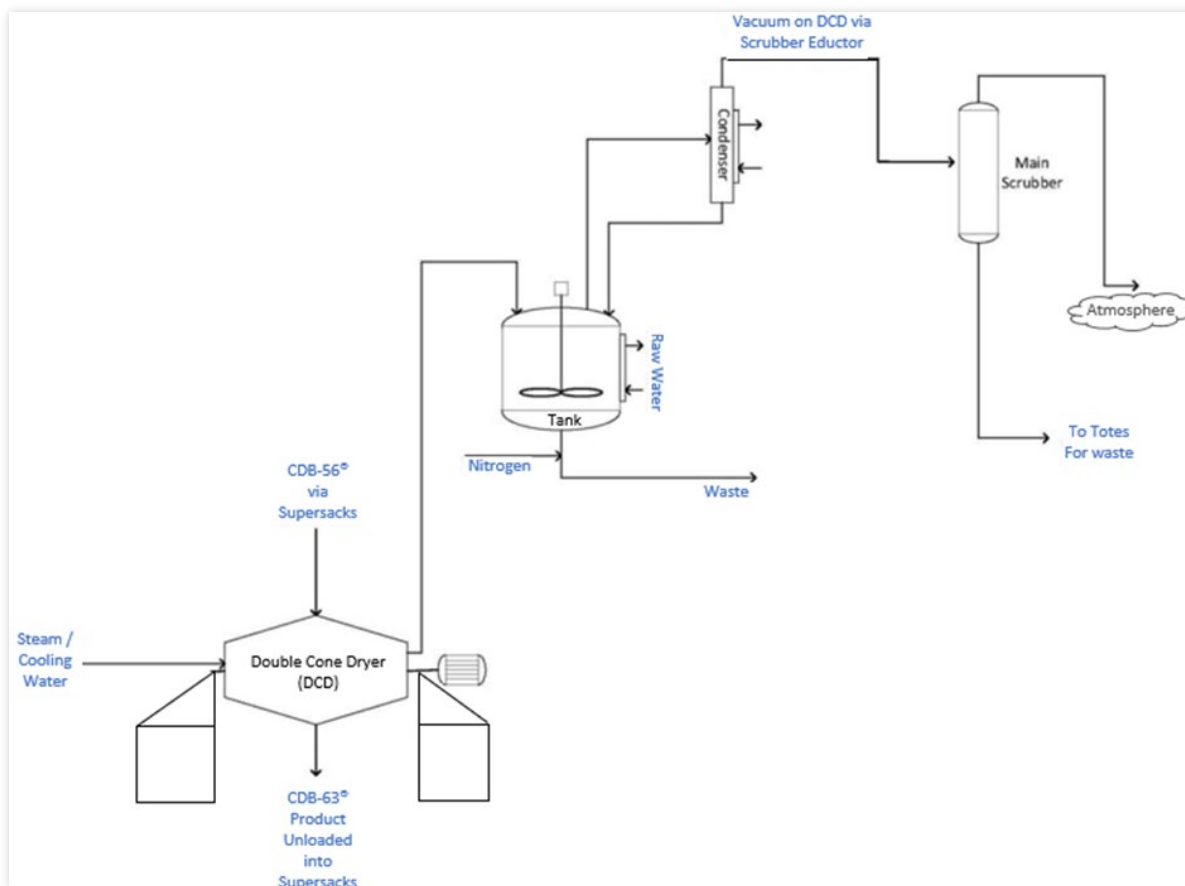 Vacuum on DCD via
Scrubber Eductor
Condenser
Main
Scrubber
Atmosphere
Raw Water
Tank
To Totes
For waste
Nitrogen
Waste
CDB-56®
via
Supersacks
Steam /
Cooling
Water
Double Cone Dryer
(DCD)
CDB-63®
Product
Unloaded
into
Supersacks